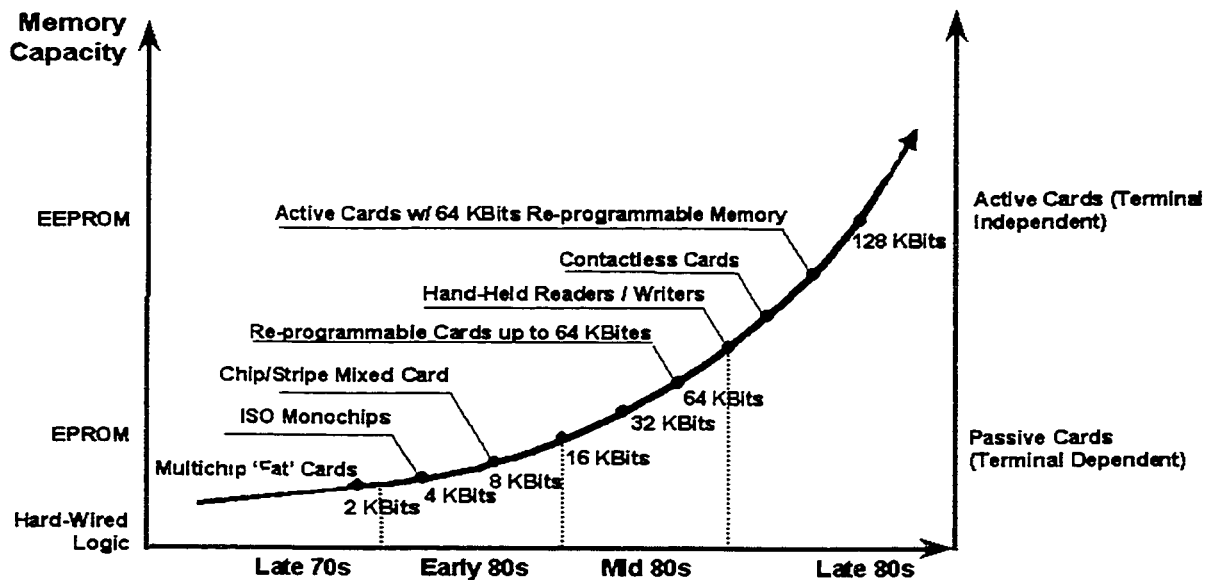 Memory
Capacity
EEPROM
EPROM
Hard-Wired
Logic
Active Cards w/ 64 KBits Re-programmable Memory
Contactless Cards
Hand-Held Readers / Writers
Re-programmable Cards up to 64 KBites
Chip/Stripe Mixed Card
ISO Monochips
Multichip 'Fat' Cards
2 KBits
4 KBits
8 KBits
16 KBits
32 KBits
64 KBits
128 KBits
Active Cards (Terminal
Independent)
Passive Cards
(Terminal Dependent)
Late 70s
Early 80s
Mid 80s
Late 80s